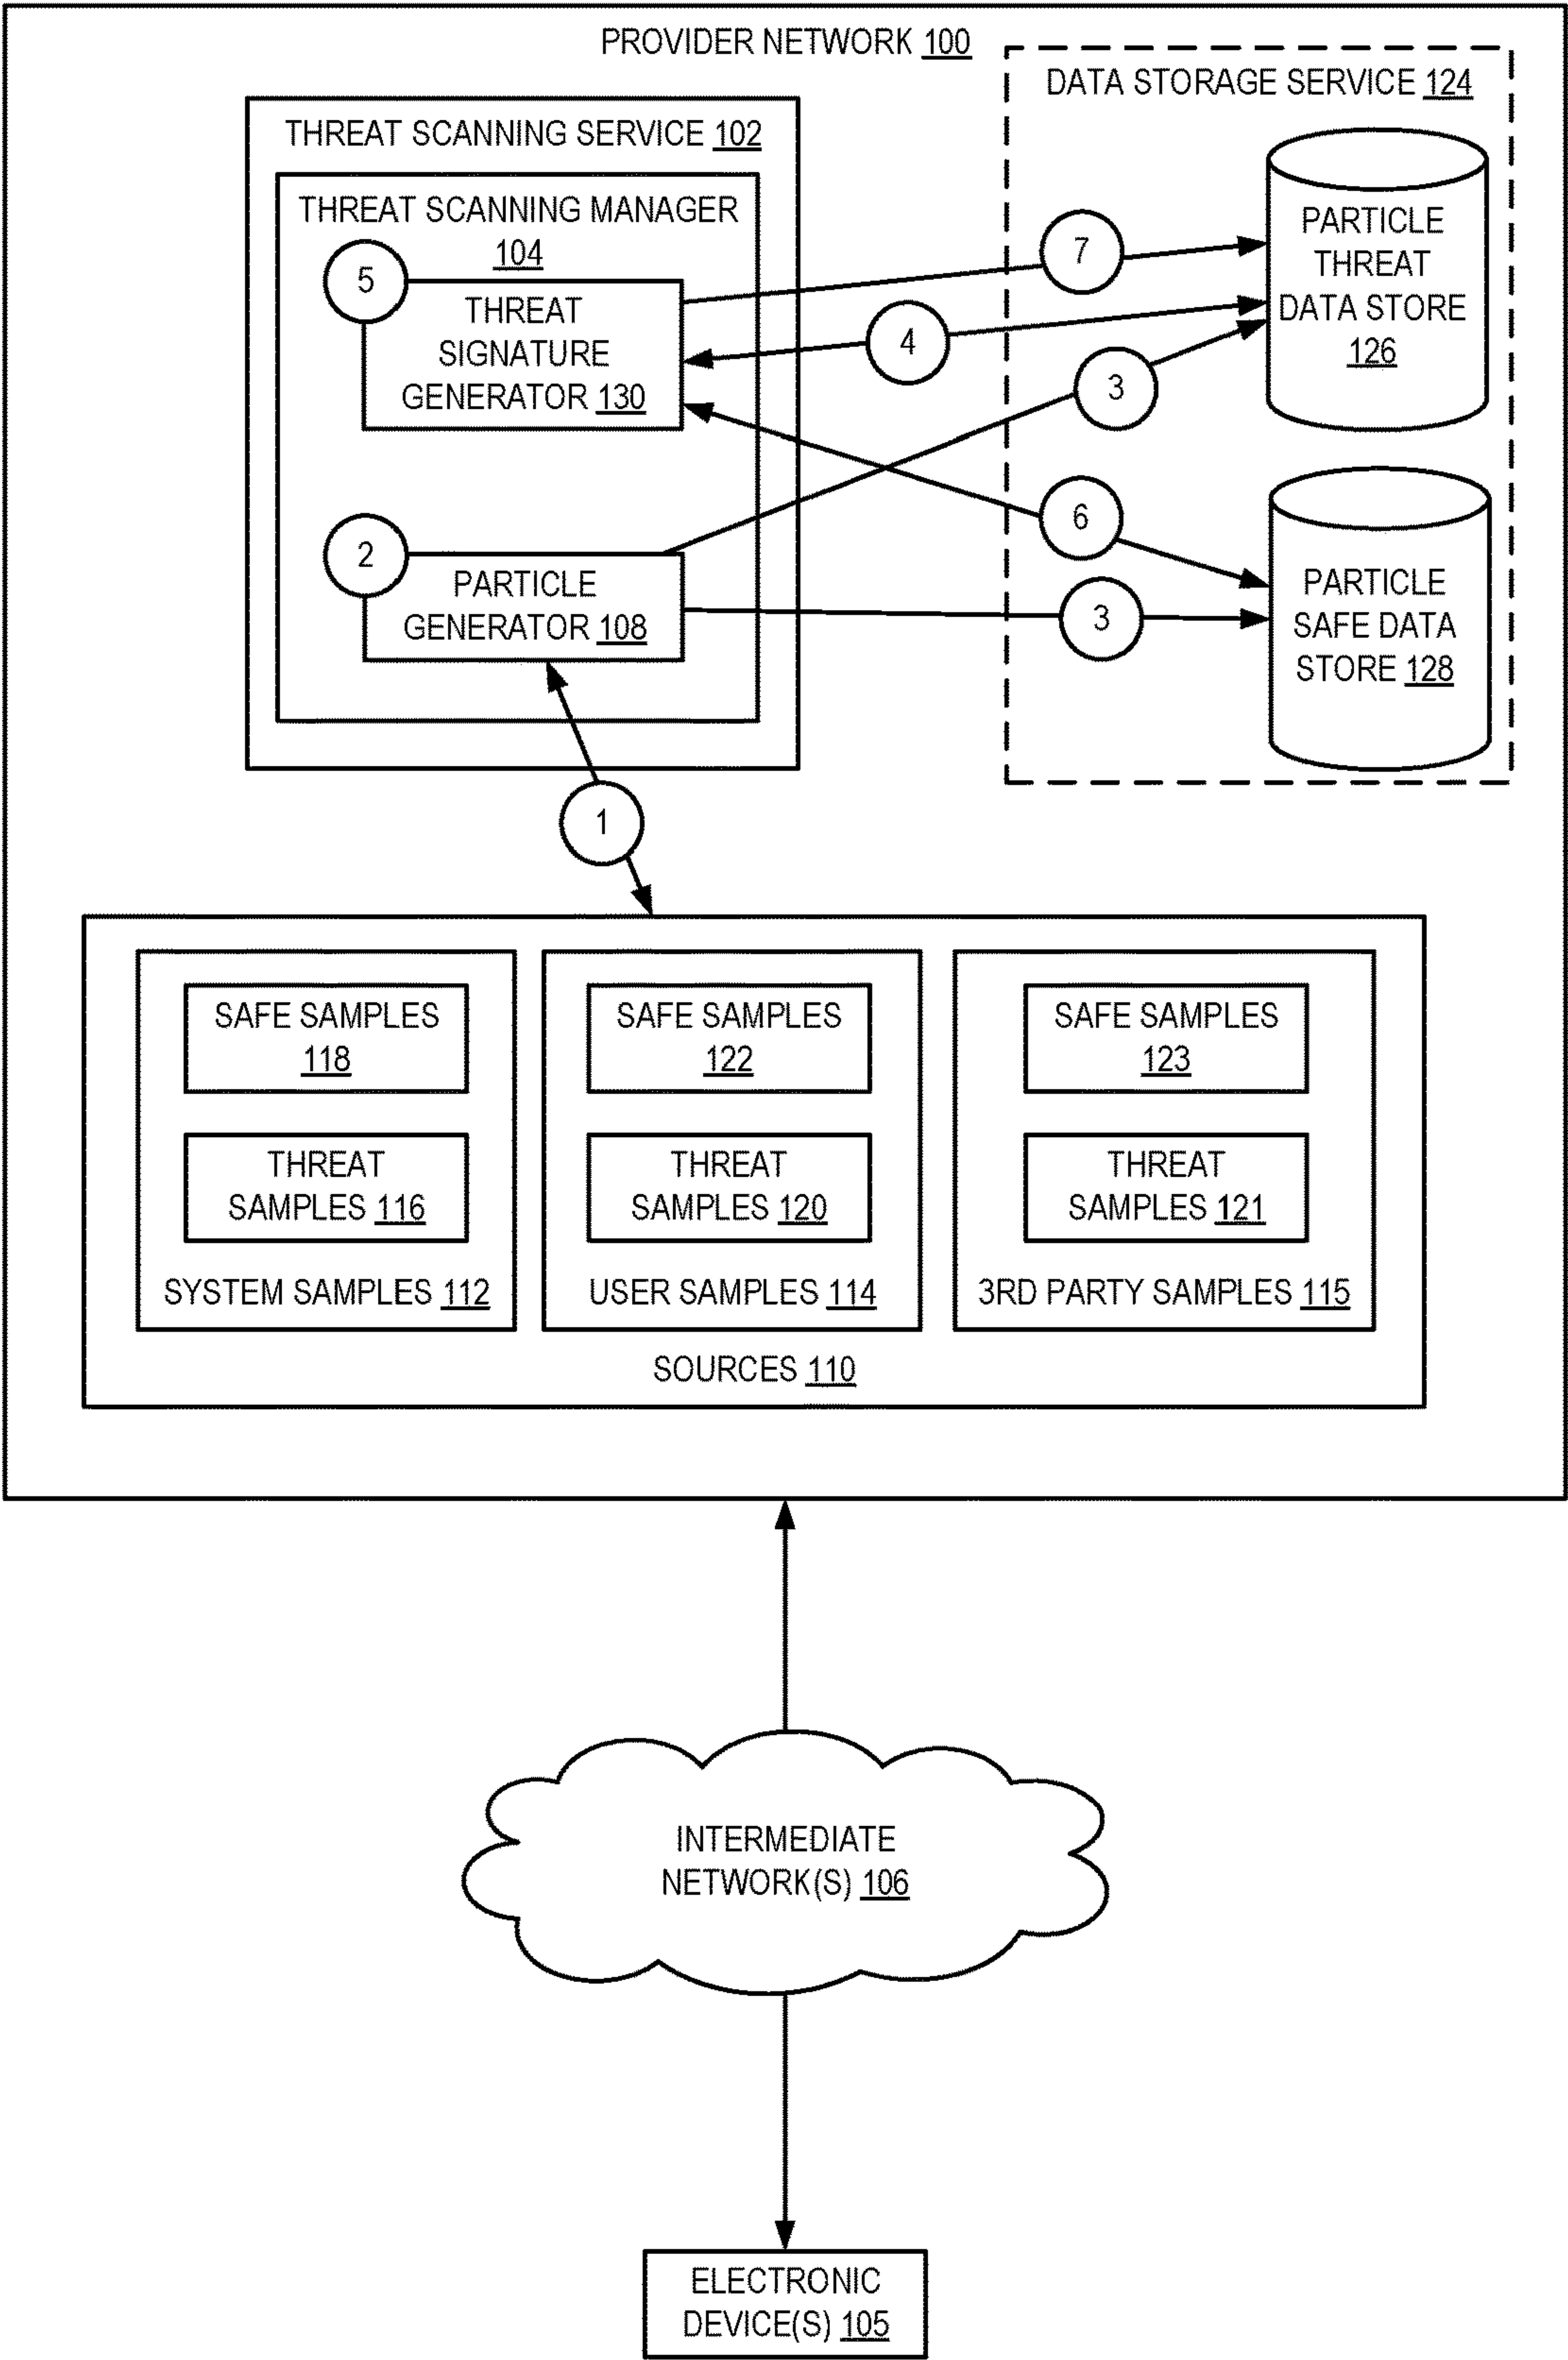 PROVIDER NETWORK 100
DATA STORAGE SERVICE 124
THREAT SCANNING SERVICE 102
THREAT SCANNING MANAGER
104
5
THREAT
SIGNATURE
GENERATOR 130
2
PARTICLE
GENERATOR 108
7
4
3
6
3
PARTICLE
THREAT
DATA STORE
126
PARTICLE
SAFE DATA
STORE 128
1
SAFE SAMPLES
118
THREAT
SAMPLES 116
SYSTEM SAMPLES 112
SAFE SAMPLES
122
THREAT
SAMPLES 120
USER SAMPLES 114
SAFE SAMPLES
123
THREAT
SAMPLES 121
3RD PARTY SAMPLES 115
SOURCES 110
INTERMEDIATE
NETWORK(S) 106
ELECTRONIC
DEVICE(S) 105